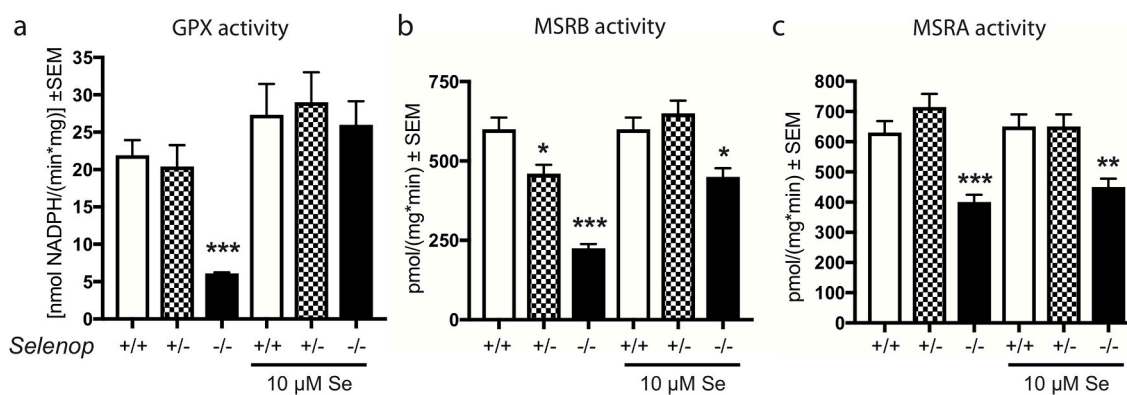 a
GPX activity
[nmol NADPH/(min*mg)] ±SEM
35
30
25
20
15
10
5
0
***
Selenop
+/+ +/- -/- +/+ +/- -/-
10 µM Se
b
MSRB activity
pmol/(mg*min) ± SEM
750
500
250
0
* *** *
+/+ +/- -/- +/+ +/- -/-
10 µM Se
c
MSRA activity
pmol/(mg*min) ± SEM
800
700
600
500
400
300
200
100
0
*** **
+/+ +/- -/- +/+ +/- -/-
10 µM Se